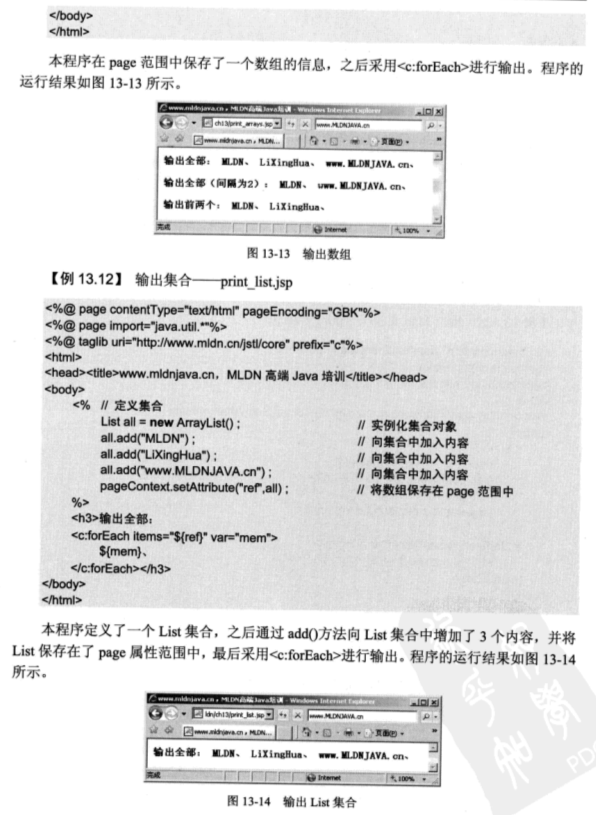 </body>
</html>
本程序在 page 范围中保存了一个数组的信息，之后采用<c:forEach>进行输出。程序的
运行结果如图 13-13 所示。
www.mldnjava.cn，MLDN高端Java培训 - Windows Internet Explorer
ch13/print_arrays.jsp
www.MLDNJAVA.cn
www.mldnjava.cn，MLDN...
页面(P)
输出全部： MLDN、 LiXingHua、 www.MLDNJAVA.cn、
输出全部（间隔为2）： MLDN、 www.MLDNJAVA.cn、
输出前两个： MLDN、 LiXingHua、
完成
Internet
100%
图 13-13 输出数组
【例 13.12】 输出集合——print_list.jsp
<%@ page contentType="text/html" pageEncoding="GBK"%>
<%@ page import="java.util.*"%>
<%@ taglib uri="http://www.mldn.cn/jstl/core" prefix="c"%>
<html>
<head><title>www.mldnjava.cn，MLDN 高端 Java 培训</title></head>
<body>
<% // 定义集合
List all = new ArrayList() ; // 实例化集合对象
all.add("MLDN") ; // 向集合中加入内容
all.add("LiXingHua") ; // 向集合中加入内容
all.add("www.MLDNJAVA.cn") ; // 向集合中加入内容
pageContext.setAttribute("ref",all) ; // 将数组保存在 page 范围中
%>
<h3>输出全部：
<c:forEach items="${ref}" var="mem">
${mem}、
</c:forEach></h3>
</body>
</html>
本程序定义了一个 List 集合，之后通过 add()方法向 List 集合中增加了 3 个内容，并将
List 保存在了 page 属性范围中，最后采用<c:forEach>进行输出。程序的运行结果如图 13-14
所示。
www.mldnjava.cn，MLDN高端Java培训 - Windows Internet Explorer
ldn/ch13/print_list.jsp
www.MLDNJAVA.cn
www.mldnjava.cn，MLDN...
页面(P)
输出全部： MLDN、 LiXingHua、 www.MLDNJAVA.cn、
完成
Internet
100%
图 13-14 输出 List 集合
PD